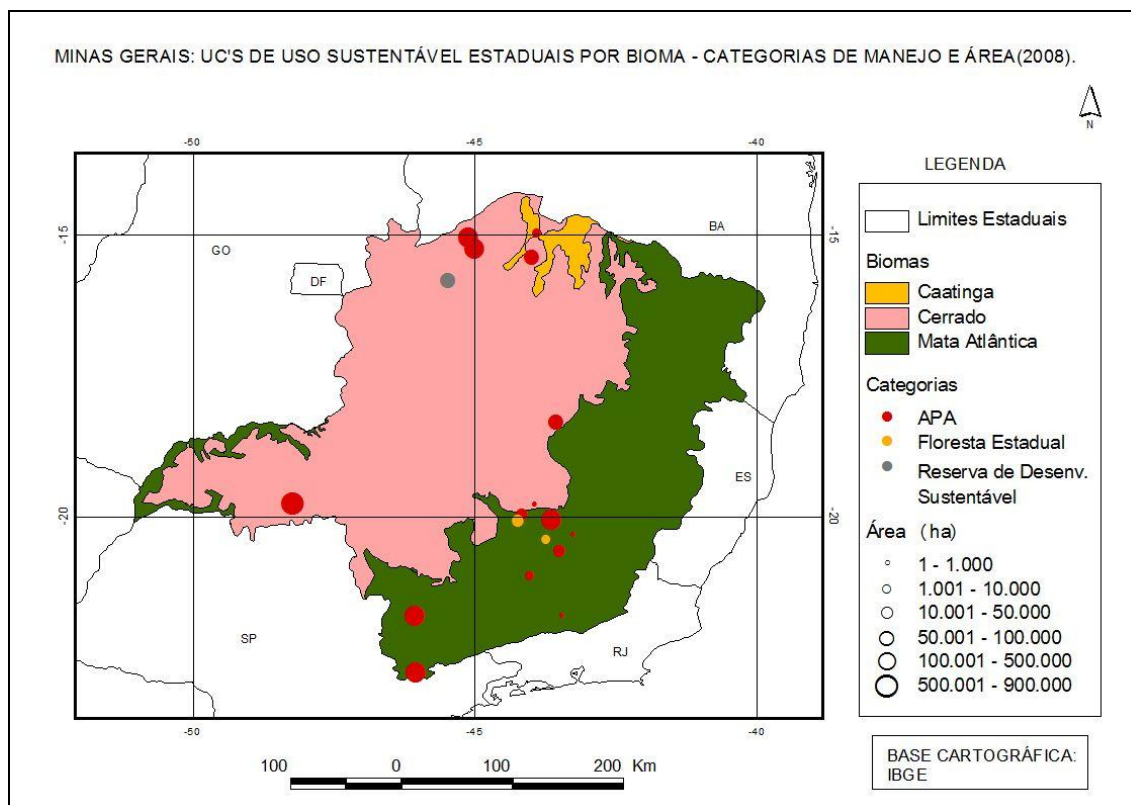 MINAS GERAIS: UC'S DE USO SUSTENTÁVEL ESTADUAIS POR BIOMA - CATEGORIAS DE MANEJO E ÁREA(2008).
N
-50
-45
-40
LEGENDA
Limites Estaduais
Biomas
Caatinga
Cerrado
Mata Atlântica
Categorias
APA
Floresta Estadual
Reserva de Desenv.
Sustentável
Área (ha)
1 - 1.000
1.001 - 10.000
10.001 - 50.000
50.001 - 100.000
100.001 - 500.000
500.001 - 900.000
-15
-15
GO
BA
DF
ES
-20
-20
SP
RJ
-50
-45
-40
100
0
100
200
Km
BASE CARTOGRÁFICA:
IBGE